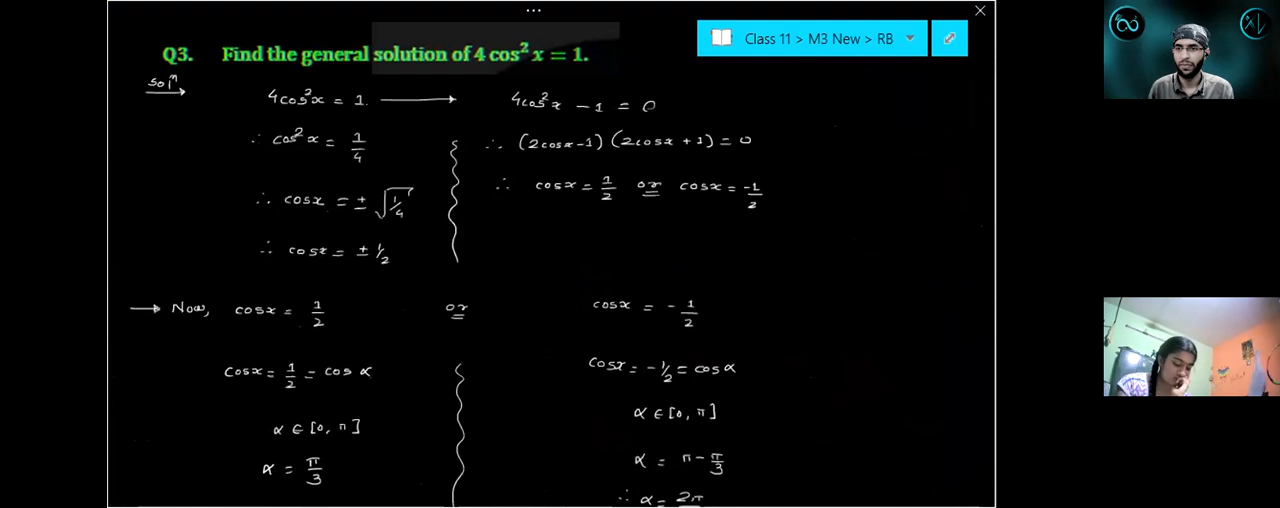 ...
Class 11 > M3 New > RB
Q3. Find the general solution of 4 cos² x = 1.
Solⁿ
4cos²x = 1. ⟶ 4cos²x − 1 = 0
∴ cos²x = 1/4
∴ (2cosx−1) (2cosx + 1) = 0
∴ cosx = ± √1/4
∴ cosx = 1/2 or cosx = −1/2
∴ cosx = ± 1/2
→ Now, cosx = 1/2 or cosx = − 1/2
cosx = 1/2 = cos α
cosx = −1/2 = cosα
α ∈ [0, π]
α ∈ [0, π]
α = π/3
α = π − π/3
∴ α = 2π